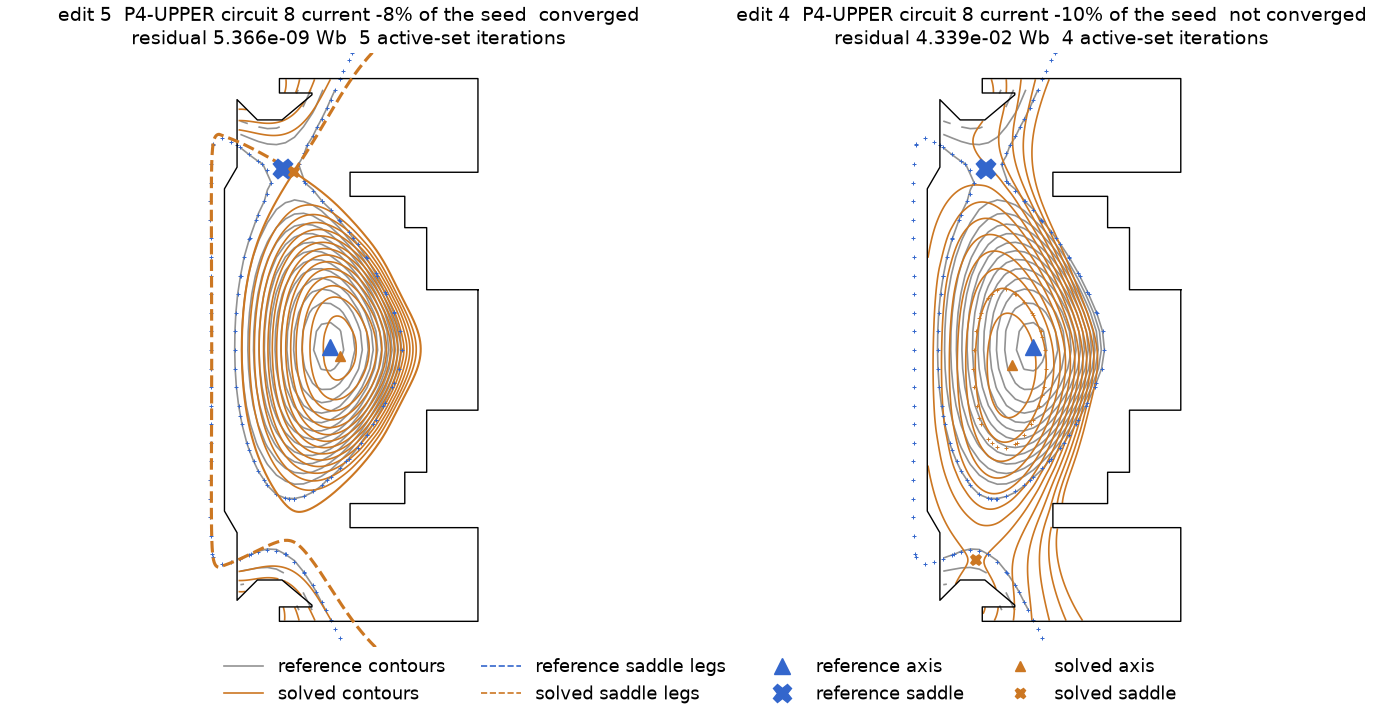 edit 5  P4-UPPER circuit 8 current -8% of the seed  converged
residual 5.366e-09 Wb  5 active-set iterations
edit 4  P4-UPPER circuit 8 current -10% of the seed  not converged
residual 4.339e-02 Wb  4 active-set iterations
reference contours
solved contours
reference saddle legs
solved saddle legs
reference axis
reference saddle
solved axis
solved saddle